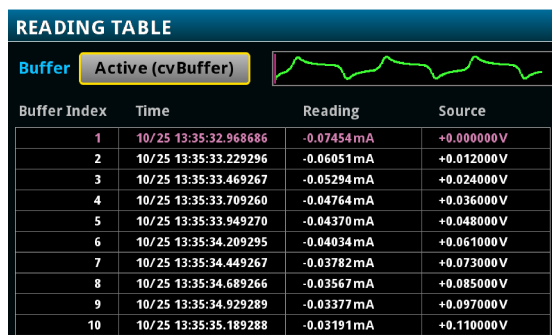 READING TABLE
Buffer Active (cvBuffer)
Buffer Index Time Reading Source
1 10/25 13:35:32.968686 -0.07454mA +0.000000V
2 10/25 13:35:33.229296 -0.06051mA +0.012000V
3 10/25 13:35:33.469267 -0.05294mA +0.024000V
4 10/25 13:35:33.709260 -0.04764mA +0.036000V
5 10/25 13:35:33.949270 -0.04370mA +0.048000V
6 10/25 13:35:34.209295 -0.04034mA +0.061000V
7 10/25 13:35:34.449267 -0.03782mA +0.073000V
8 10/25 13:35:34.689266 -0.03567mA +0.085000V
9 10/25 13:35:34.929289 -0.03377mA +0.097000V
10 10/25 13:35:35.189288 -0.03191mA +0.110000V